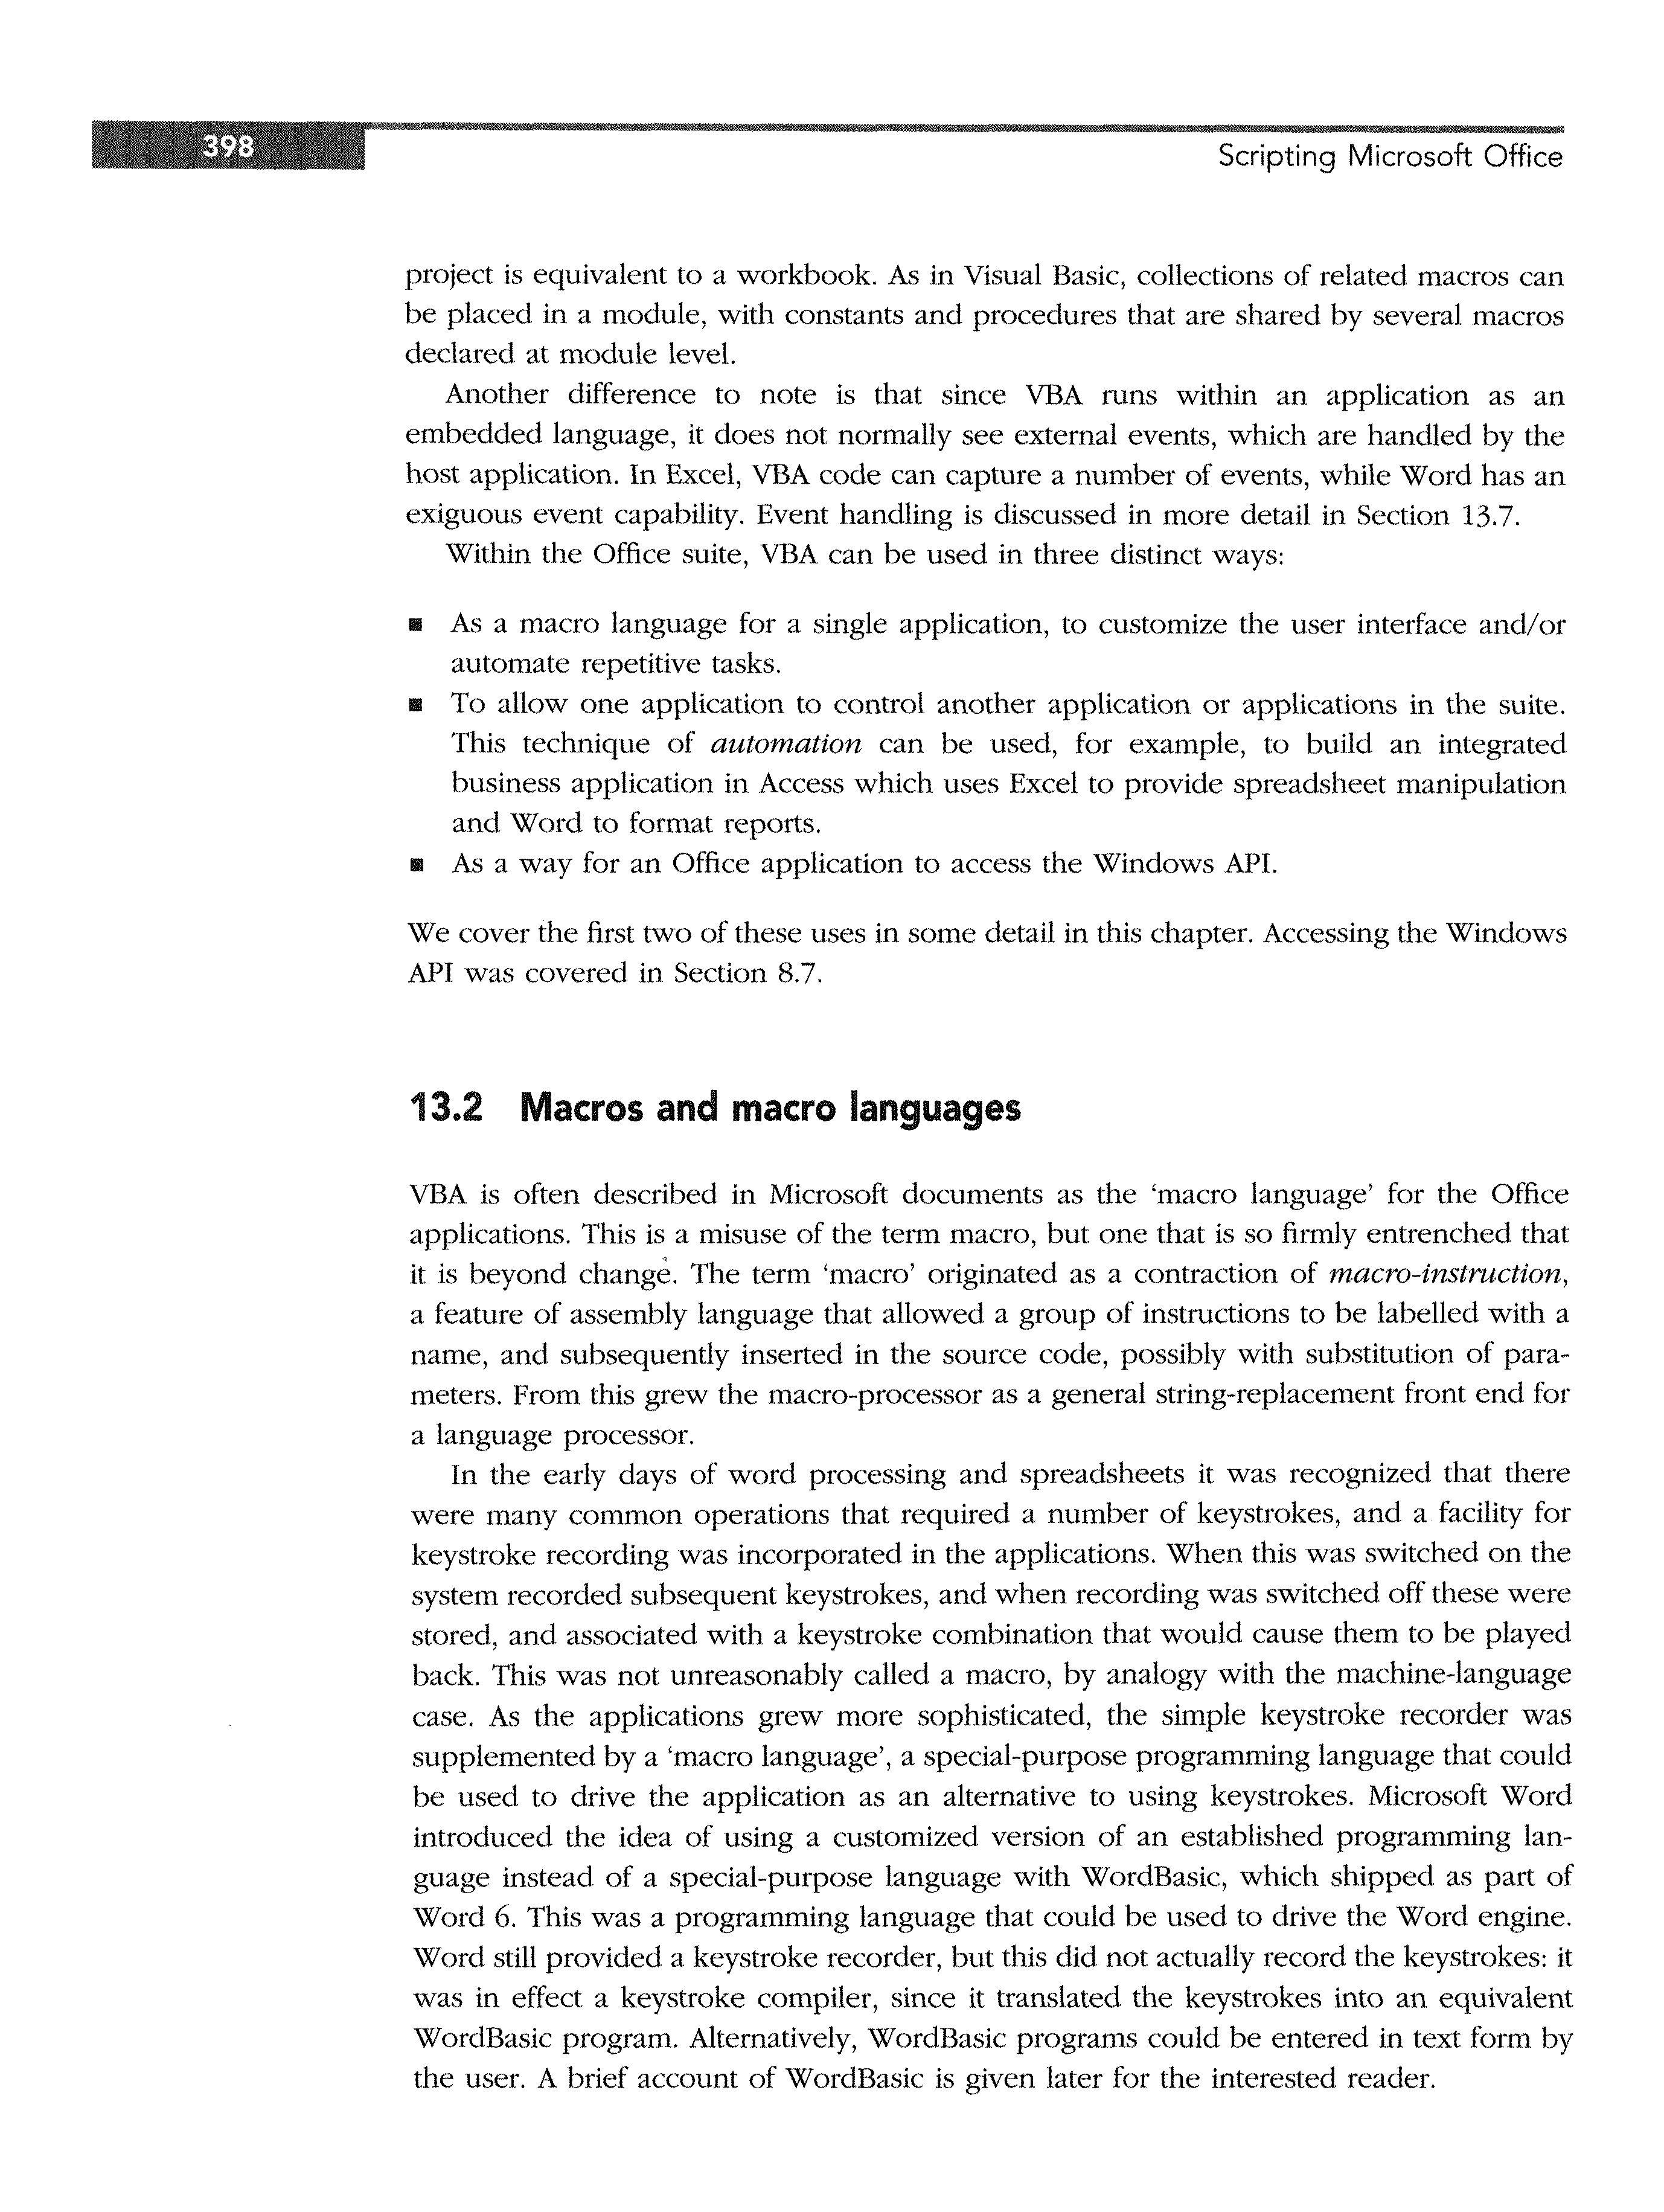 398
Scripting Microsoft Office
project is equivalent to a workbook. As in Visual Basic, collections of related macros can
be placed in a module, with constants and procedures that are shared by several macros
declared at module level.
Another difference to note is that since VBA runs within an application as an
embedded language, it does not normally see external events, which are handled by the
host application. In Excel, VBA code can capture a number of events, while Word has an
exiguous event capability. Event handling is discussed in more detail in Section 13.7.
Within the Office suite, VBA can be used in three distinct ways:
■ As a macro language for a single application, to customize the user interface and/or
automate repetitive tasks.
■ To allow one application to control another application or applications in the suite.
This technique of automation can be used, for example, to build an integrated
business application in Access which uses Excel to provide spreadsheet manipulation
and Word to format reports.
■ As a way for an Office application to access the Windows API.
We cover the first two of these uses in some detail in this chapter. Accessing the Windows
API was covered in Section 8.7.
13.2 Macros and macro languages
VBA is often described in Microsoft documents as the ‘macro language’ for the Office
applications. This is a misuse of the term macro, but one that is so firmly entrenched that
it is beyond change. The term ‘macro’ originated as a contraction of macro-instruction,
a feature of assembly language that allowed a group of instructions to be labelled with a
name, and subsequently inserted in the source code, possibly with substitution of para-
meters. From this grew the macro-processor as a general string-replacement front end for
a language processor.
In the early days of word processing and spreadsheets it was recognized that there
were many common operations that required a number of keystrokes, and a facility for
keystroke recording was incorporated in the applications. When this was switched on the
system recorded subsequent keystrokes, and when recording was switched off these were
stored, and associated with a keystroke combination that would cause them to be played
back. This was not unreasonably called a macro, by analogy with the machine-language
case. As the applications grew more sophisticated, the simple keystroke recorder was
supplemented by a ‘macro language’, a special-purpose programming language that could
be used to drive the application as an alternative to using keystrokes. Microsoft Word
introduced the idea of using a customized version of an established programming lan-
guage instead of a special-purpose language with WordBasic, which shipped as part of
Word 6. This was a programming language that could be used to drive the Word engine.
Word still provided a keystroke recorder, but this did not actually record the keystrokes: it
was in effect a keystroke compiler, since it translated the keystrokes into an equivalent
WordBasic program. Alternatively, WordBasic programs could be entered in text form by
the user. A brief account of WordBasic is given later for the interested reader.